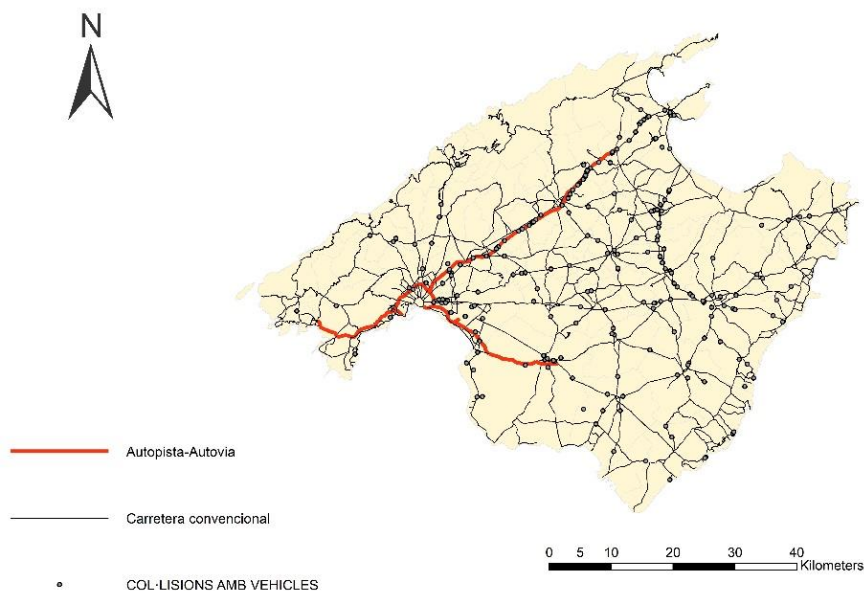 N
Autopista-Autovia
Carretera convencional
COL·LISIONS AMB VEHICLES
0 5 10 20 30 40
Kilometers